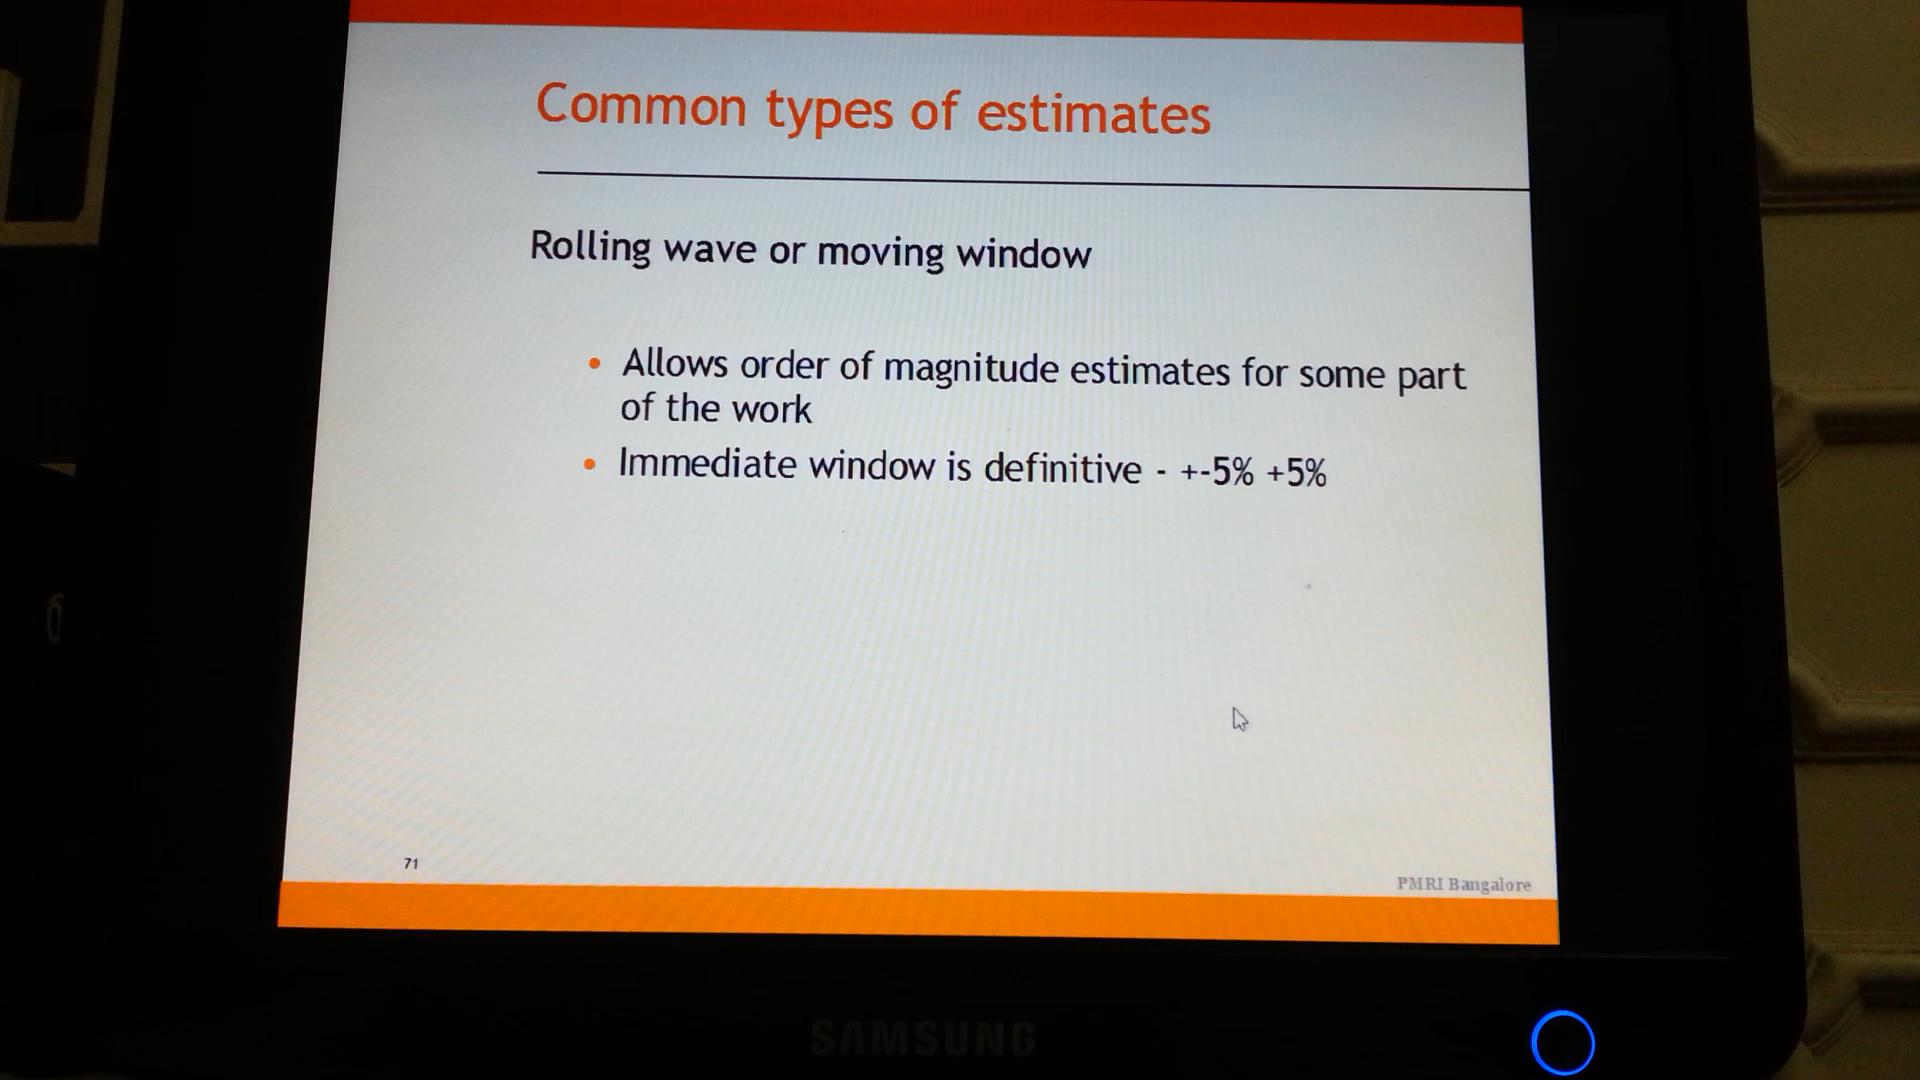 Common types of estimates
Rolling wave or moving window
• Allows order of magnitude estimates for some part
of the work
• Immediate window is definitive - +-5% +5%
71
PMRI Bangalore
SAMSUNG